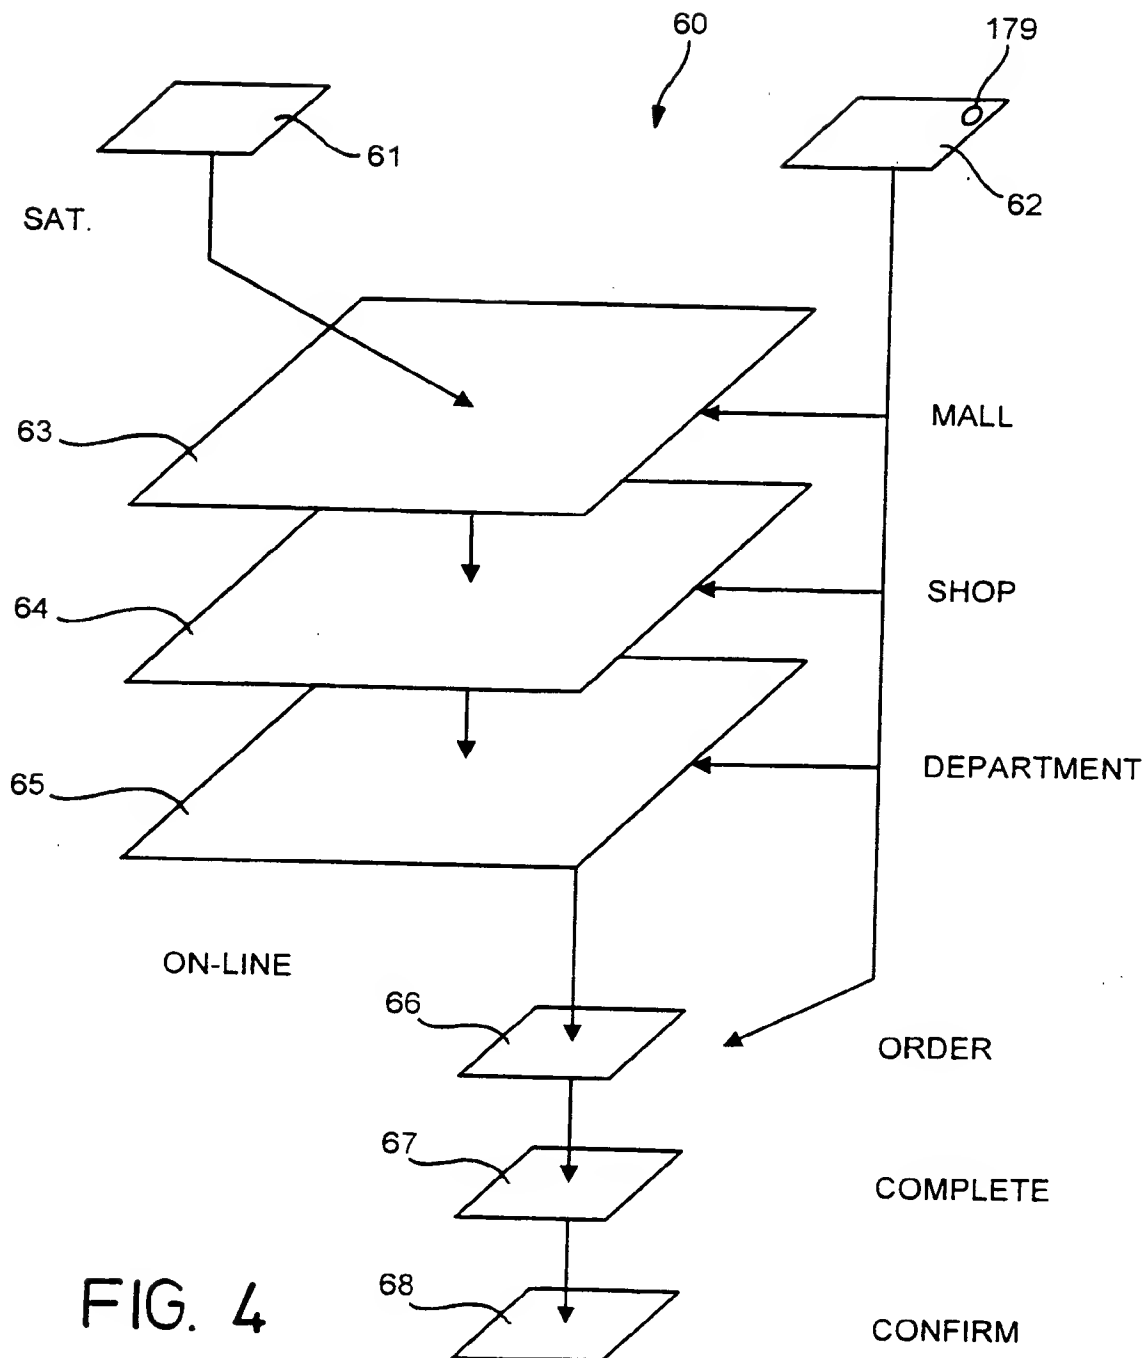 60
179
61
62
SAT.
63
MALL
64
SHOP
65
DEPARTMENT
ON-LINE
66
ORDER
67
COMPLETE
68
CONFIRM
FIG. 4